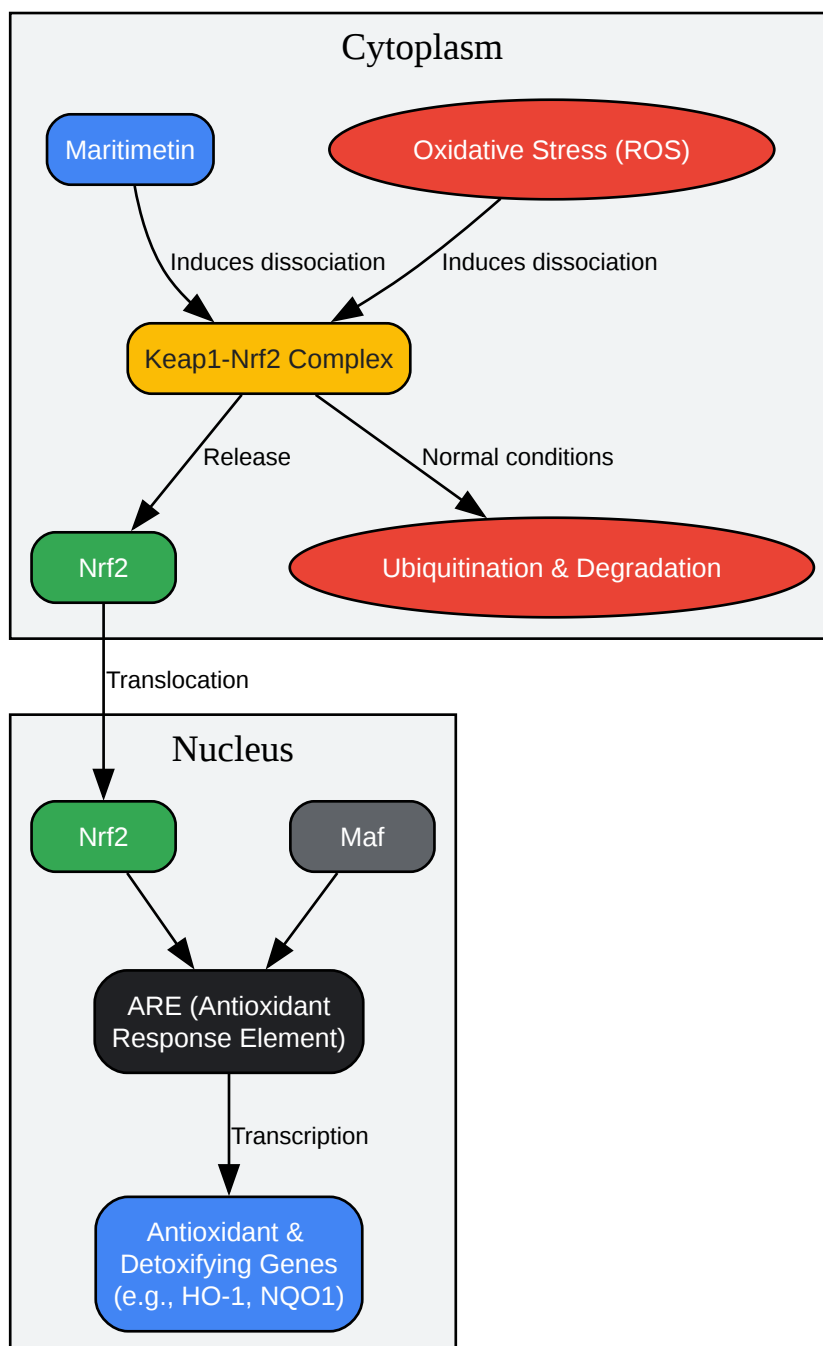 Cytoplasm
Maritimetin
Oxidative Stress (ROS)
Induces dissociation
Induces dissociation
Keap1-Nrf2 Complex
Release
Normal conditions
Nrf2
Ubiquitination & Degradation
Translocation
Nucleus
Nrf2
Maf
ARE (Antioxidant
Response Element)
Transcription
Antioxidant &
Detoxifying Genes
(e.g., HO-1, NQO1)